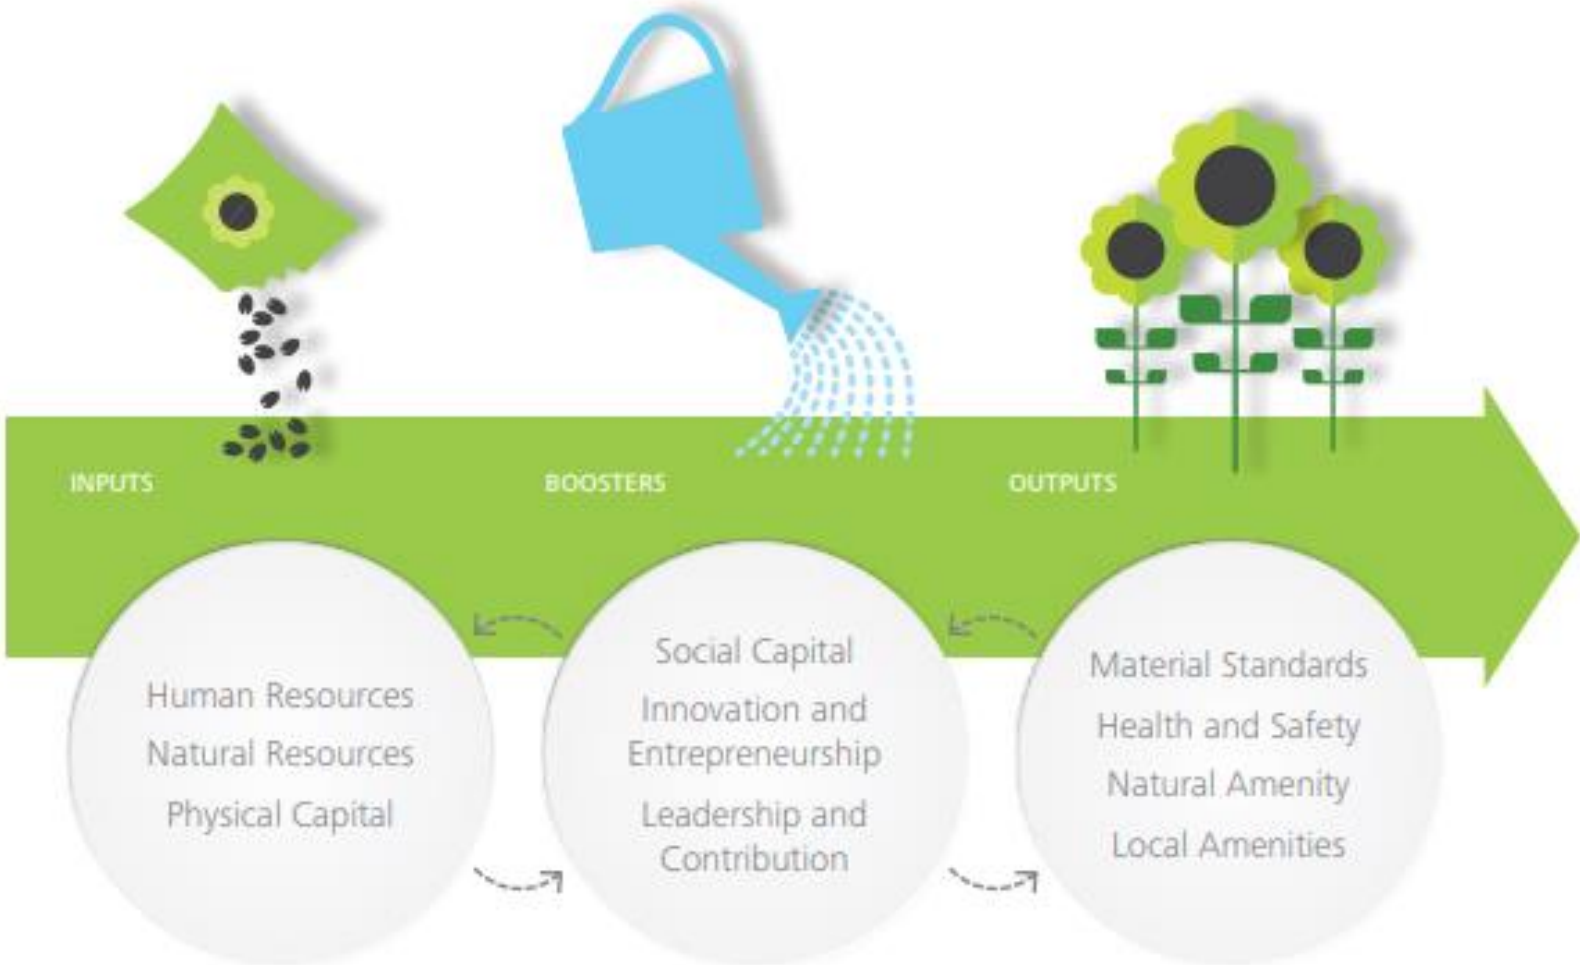 INPUTS
BOOSTERS
OUTPUTS
Human Resources
Natural Resources
Physical Capital
Social Capital
Innovation and
Entrepreneurship
Leadership and
Contribution
Material Standards
Health and Safety
Natural Amenity
Local Amenities